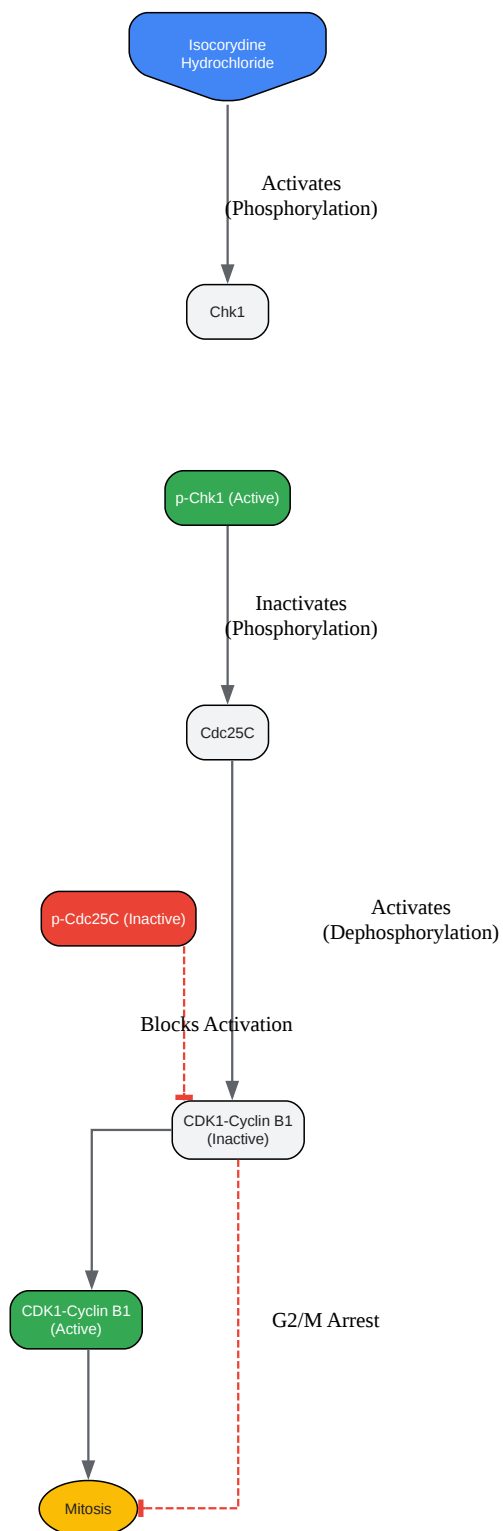 Isocorydine
Hydrochloride
Activates
(Phosphorylation)
Chk1
p-Chk1 (Active)
Inactivates
(Phosphorylation)
Cdc25C
p-Cdc25C (Inactive)
Activates
(Dephosphorylation)
Blocks Activation
CDK1-Cyclin B1
(Inactive)
CDK1-Cyclin B1
(Active)
G2/M Arrest
Mitosis